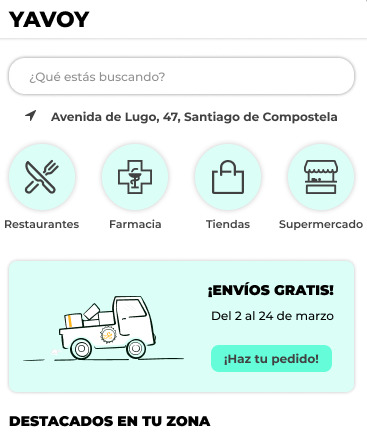 YAVOY
¿Qué estás buscando?
Avenida de Lugo, 47, Santiago de Compostela
Restaurantes
Farmacia
Tiendas
Supermercado
¡ENVÍOS GRATIS!
Del 2 al 24 de marzo
¡Haz tu pedido!
DESTACADOS EN TU ZONA